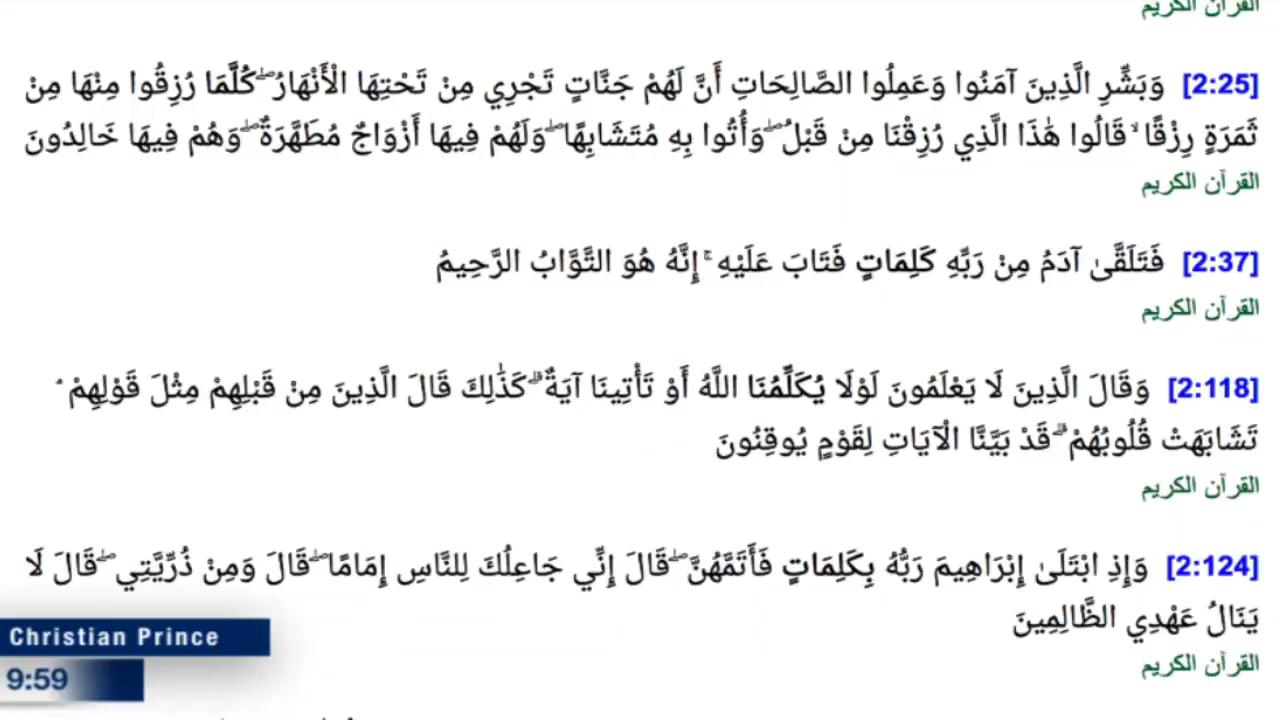 القرآن الكريم
[2:25] وَبَشِّرِ الَّذِينَ آمَنُوا وَعَمِلُوا الصَّالِحَاتِ أَنَّ لَهُمْ جَنَّاتٍ تَجْرِي مِنْ تَحْتِهَا الْأَنْهَارُ ۖ كُلَّمَا رُزِقُوا مِنْهَا مِنْ
ثَمَرَةٍ رِزْقًا ۙ قَالُوا هَٰذَا الَّذِي رُزِقْنَا مِنْ قَبْلُ ۖ وَأُتُوا بِهِ مُتَشَابِهًا ۖ وَلَهُمْ فِيهَا أَزْوَاجٌ مُطَهَّرَةٌ ۖ وَهُمْ فِيهَا خَالِدُونَ
القرآن الكريم
[2:37] فَتَلَقَّىٰ آدَمُ مِنْ رَبِّهِ كَلِمَاتٍ فَتَابَ عَلَيْهِ ۚ إِنَّهُ هُوَ التَّوَّابُ الرَّحِيمُ
القرآن الكريم
[2:118] وَقَالَ الَّذِينَ لَا يَعْلَمُونَ لَوْلَا يُكَلِّمُنَا اللَّهُ أَوْ تَأْتِينَا آيَةٌ ۗ كَذَٰلِكَ قَالَ الَّذِينَ مِنْ قَبْلِهِمْ مِثْلَ قَوْلِهِمْ ۘ
تَشَابَهَتْ قُلُوبُهُمْ ۗ قَدْ بَيَّنَّا الْآيَاتِ لِقَوْمٍ يُوقِنُونَ
القرآن الكريم
[2:124] وَإِذِ ابْتَلَىٰ إِبْرَاهِيمَ رَبُّهُ بِكَلِمَاتٍ فَأَتَمَّهُنَّ ۖ قَالَ إِنِّي جَاعِلُكَ لِلنَّاسِ إِمَامًا ۖ قَالَ وَمِنْ ذُرِّيَّتِي ۖ قَالَ لَا
يَنَالُ عَهْدِي الظَّالِمِينَ
القرآن الكريم
Christian Prince
9:59